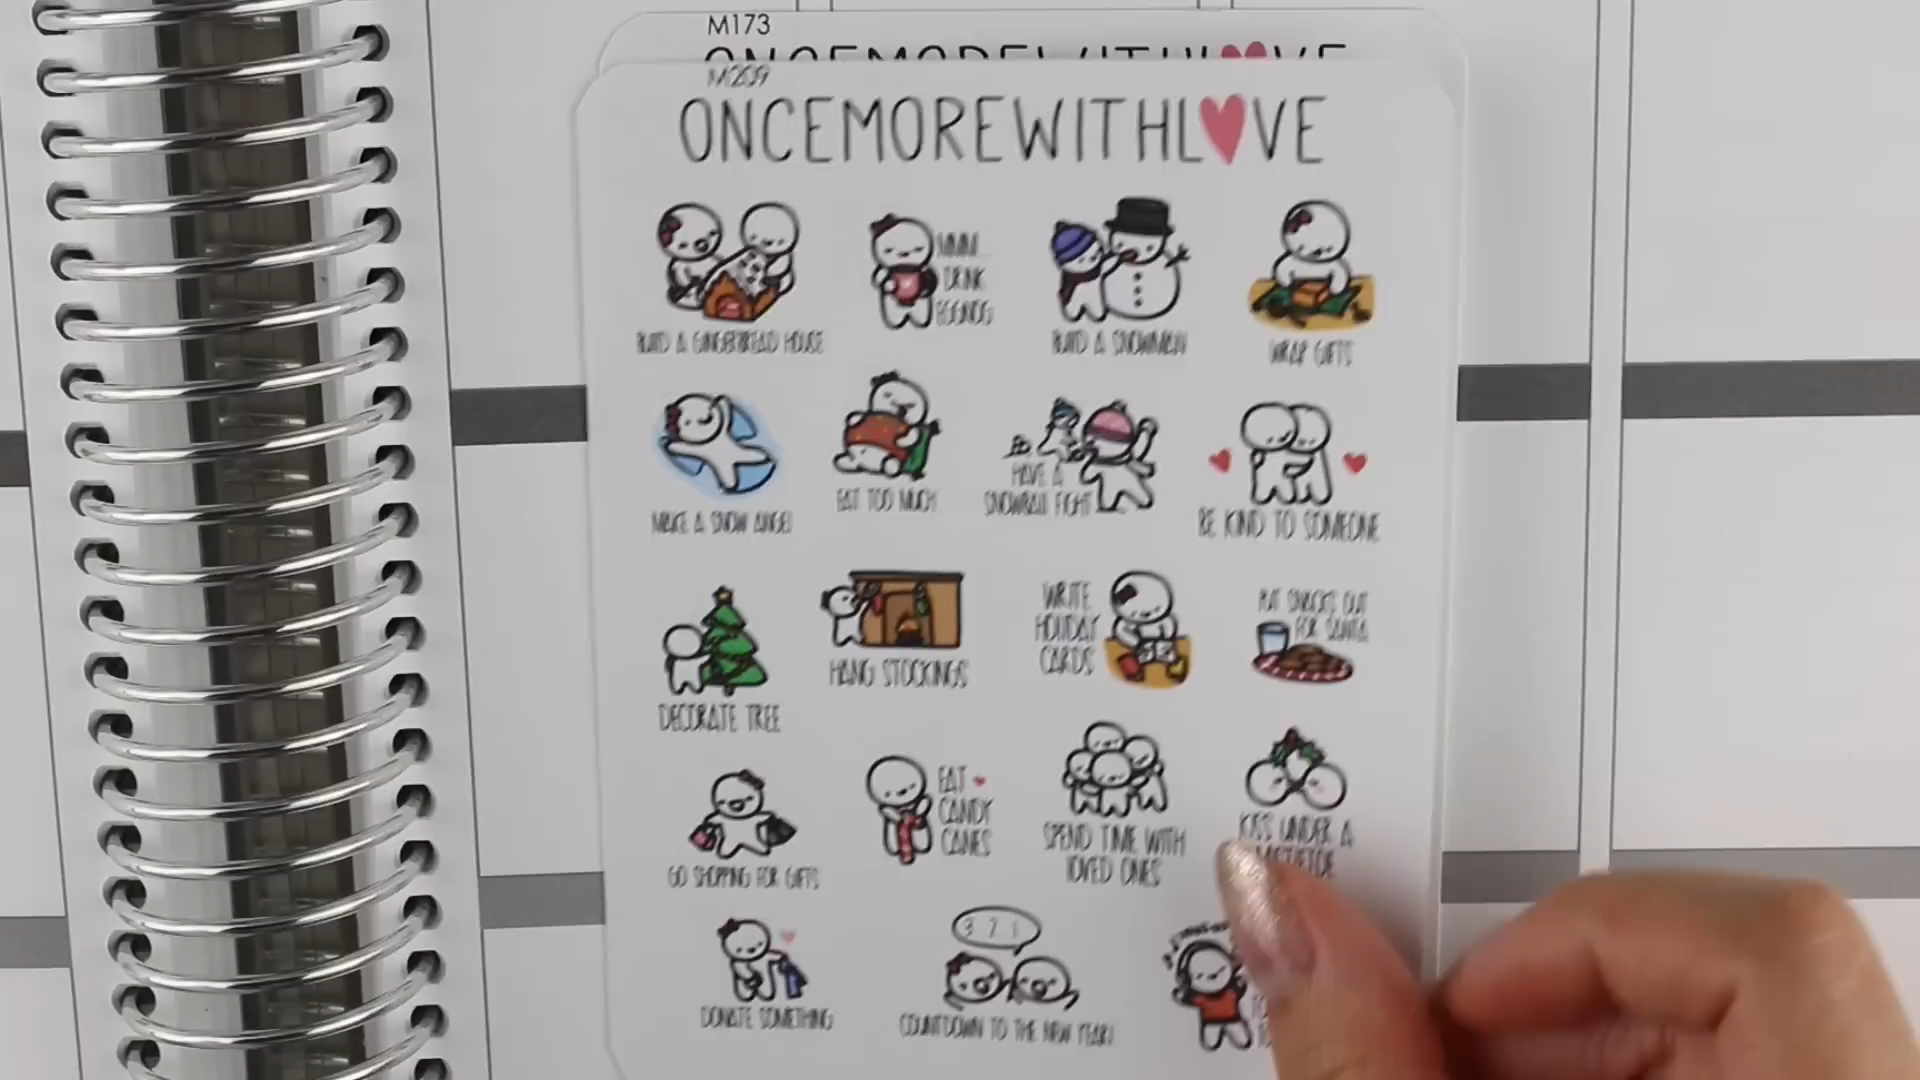 M173
ONCEMOREWITHLOVE
M209
ONCEMOREWITHLOVE
BUILD A GINGERBREAD HOUSE
MMM...
DRINK
EGGNOG
BUILD A SNOWMAN
WRAP GIFTS
MAKE A SNOW ANGEL
EAT TOO MUCH
HAVE A
SNOWBALL FIGHT
BE KIND TO SOMEONE
DECORATE TREE
HANG STOCKINGS
WRITE
HOLIDAY
CARDS
PUT SNACKS OUT
FOR SANTA
GO SHOPPING FOR GIFTS
EAT
CANDY
CANES
SPEND TIME WITH
LOVED ONES
KISS UNDER A
MISTLETOE
DONATE SOMETHING
3 2 1
COUNTDOWN TO THE NEW YEAR!